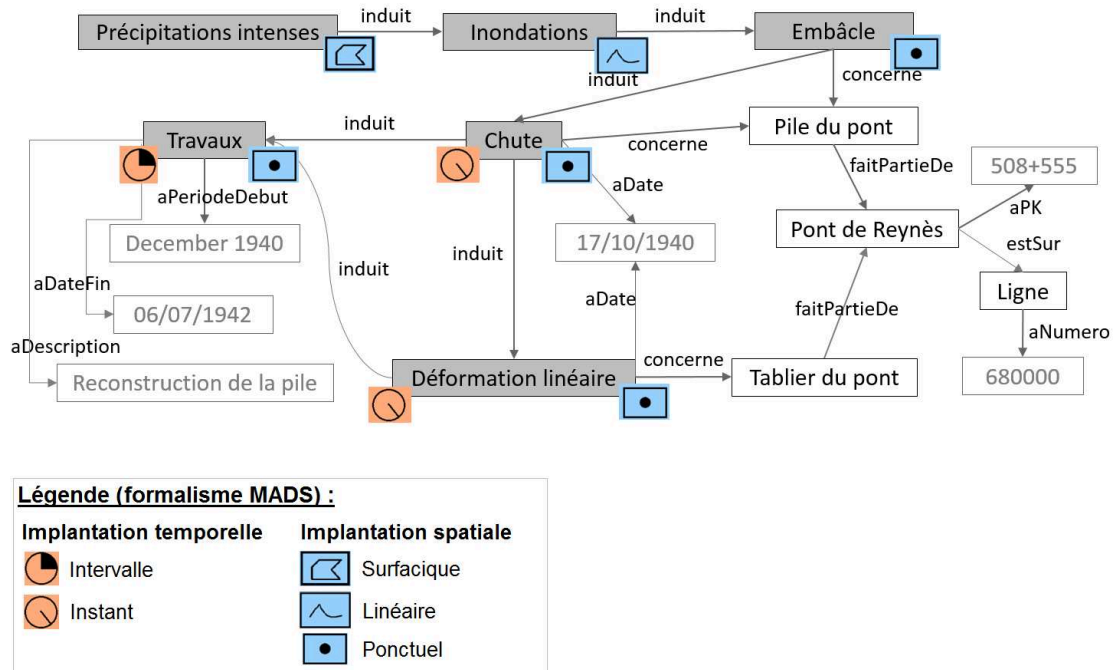 induit
induit
Précipitations intenses
Inondations
Embâcle
induit
concerne
induit
Travaux
Chute
Pile du pont
concerne
508+555
faitPartieDe
aPeriodeDebut
aDate
aPK
December 1940
17/10/1940
Pont de Reynès
estSur
induit
induit
aDateFin
Ligne
aDate
faitPartieDe
06/07/1942
aNumero
aDescription
concerne
Reconstruction de la pile
Déformation linéaire
Tablier du pont
680000
Légende (formalisme MADS) :
Implantation temporelle
Implantation spatiale
Intervalle
Surfacique
Instant
Linéaire
Ponctuel